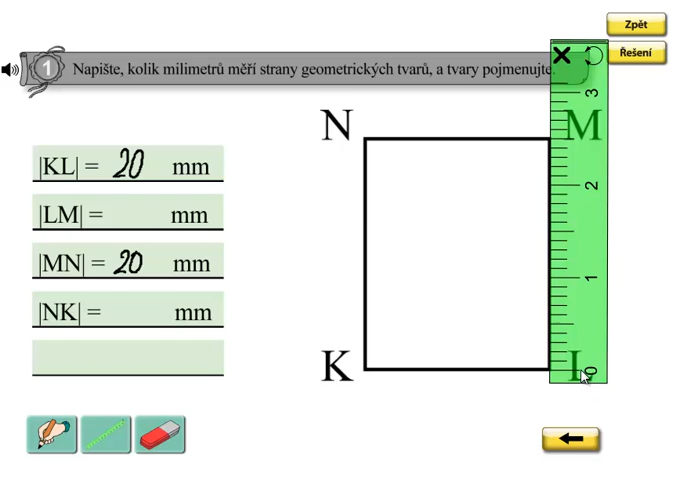 Zpět
Řešení
1 Napište, kolik milimetrů měří strany geometrických tvarů, a tvary pojmenujte.
N
M
|KL| = 20 mm
|LM| = mm
|MN| = 20 mm
|NK| = mm
K
L
3
2
1
0